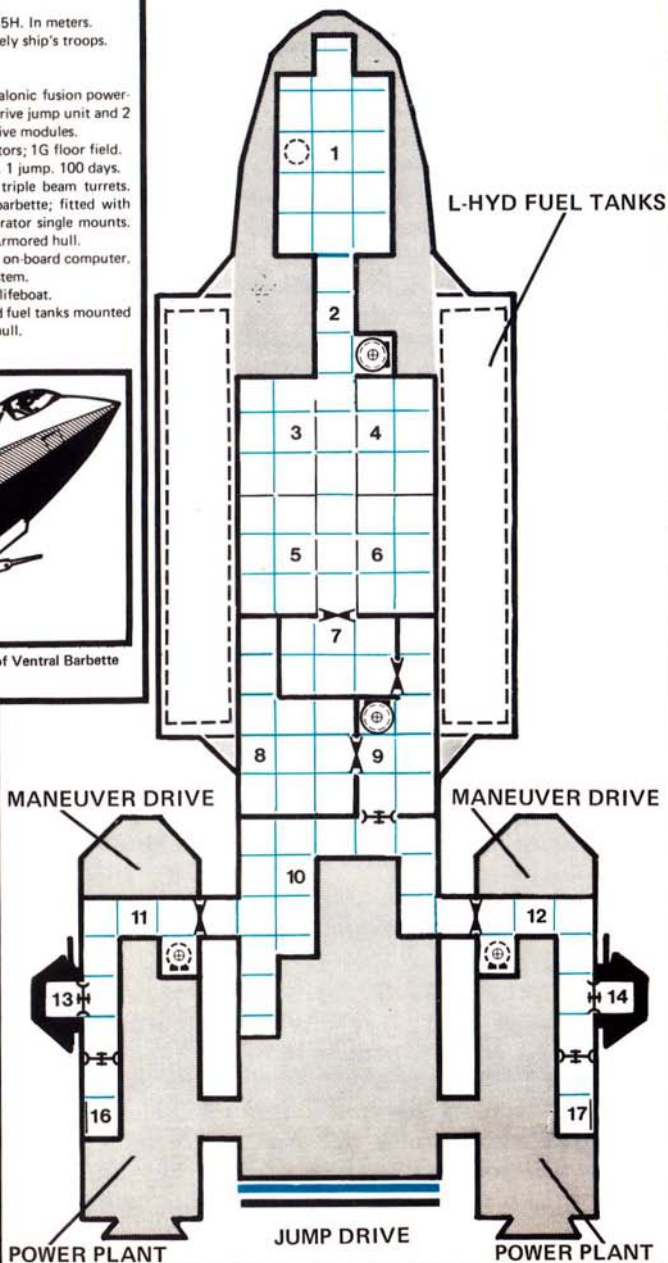 5H. In meters.
ely ship's troops.
alonic fusion power-
rive jump unit and 2
ive modules.
tors; 1G floor field.
1 jump. 100 days.
triple beam turrets.
barbette; fitted with
rator single mounts.
rmored hull.
on-board computer.
stem.
lifeboat.
d fuel tanks mounted
ull.
of Ventral Barbette
1
L-HYD FUEL TANKS
2
3 4
5 6
7
8 9
MANEUVER DRIVE MANEUVER DRIVE
10
11 12
13 14
16 17
JUMP DRIVE
POWER PLANT POWER PLANT